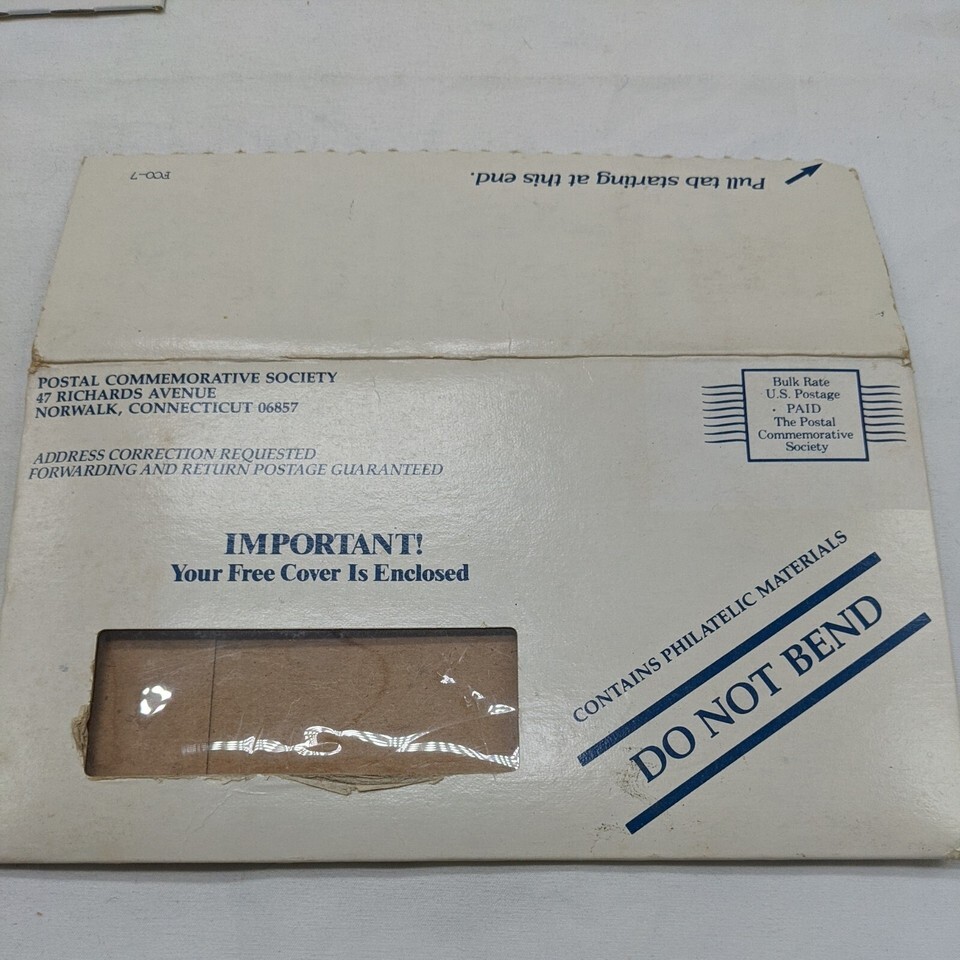 Pull tab starting at this end.
FCO-7
POSTAL COMMEMORATIVE SOCIETY
47 RICHARDS AVENUE
NORWALK, CONNECTICUT 06857
ADDRESS CORRECTION REQUESTED
FORWARDING AND RETURN POSTAGE GUARANTEED
Bulk Rate
U.S. Postage
PAID
The Postal
Commemorative
Society
IMPORTANT!
Your Free Cover Is Enclosed
CONTAINS PHILATELIC MATERIALS
DO NOT BEND